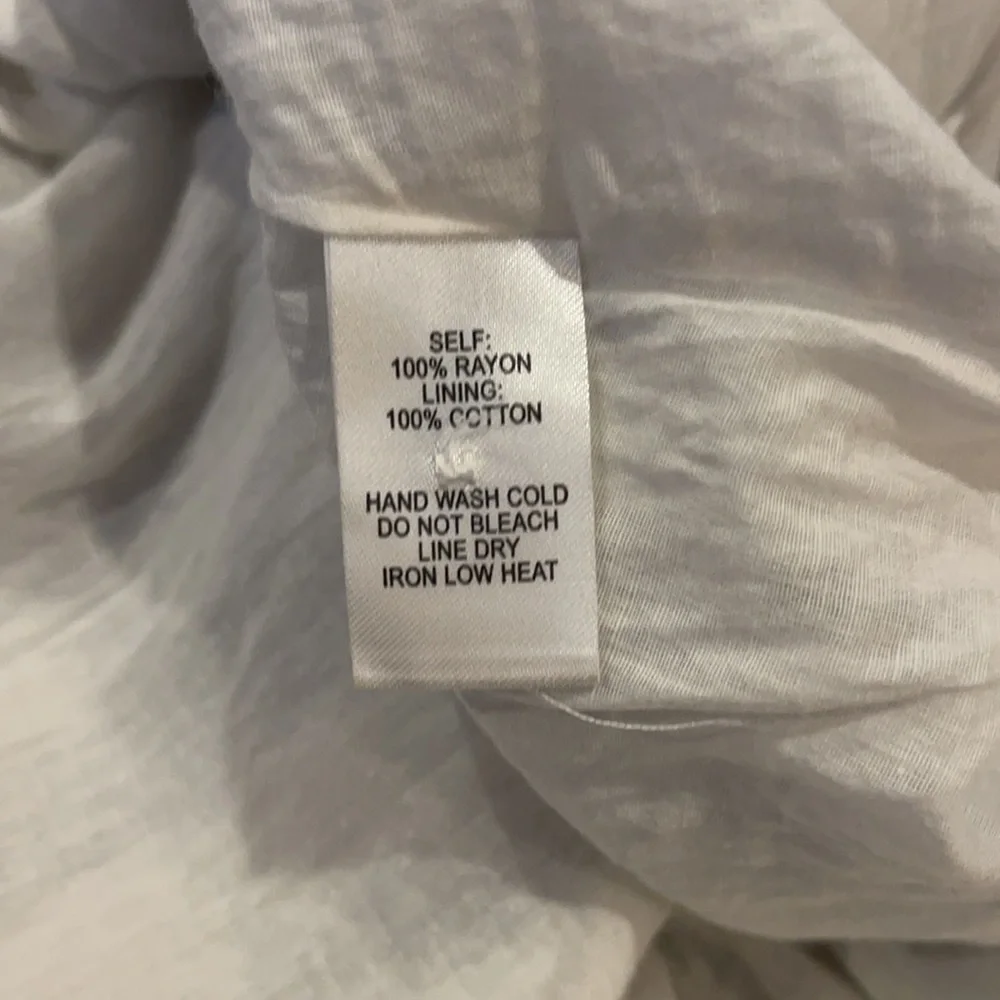 SELF:
100% RAYON
LINING:
100% COTTON
HAND WASH COLD
DO NOT BLEACH
LINE DRY
IRON LOW HEAT